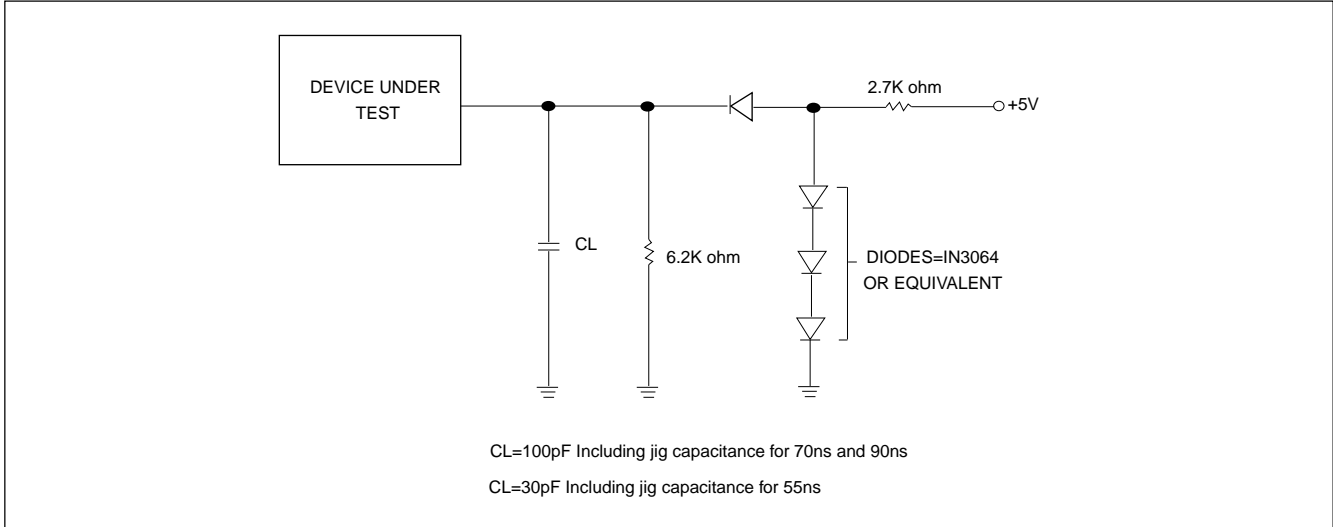 DEVICE UNDER
TEST
2.7K ohm
+5V
CL
6.2K ohm
DIODES=IN3064
OR EQUIVALENT
CL=100pF Including jig capacitance for 70ns and 90ns
CL=30pF Including jig capacitance for 55ns